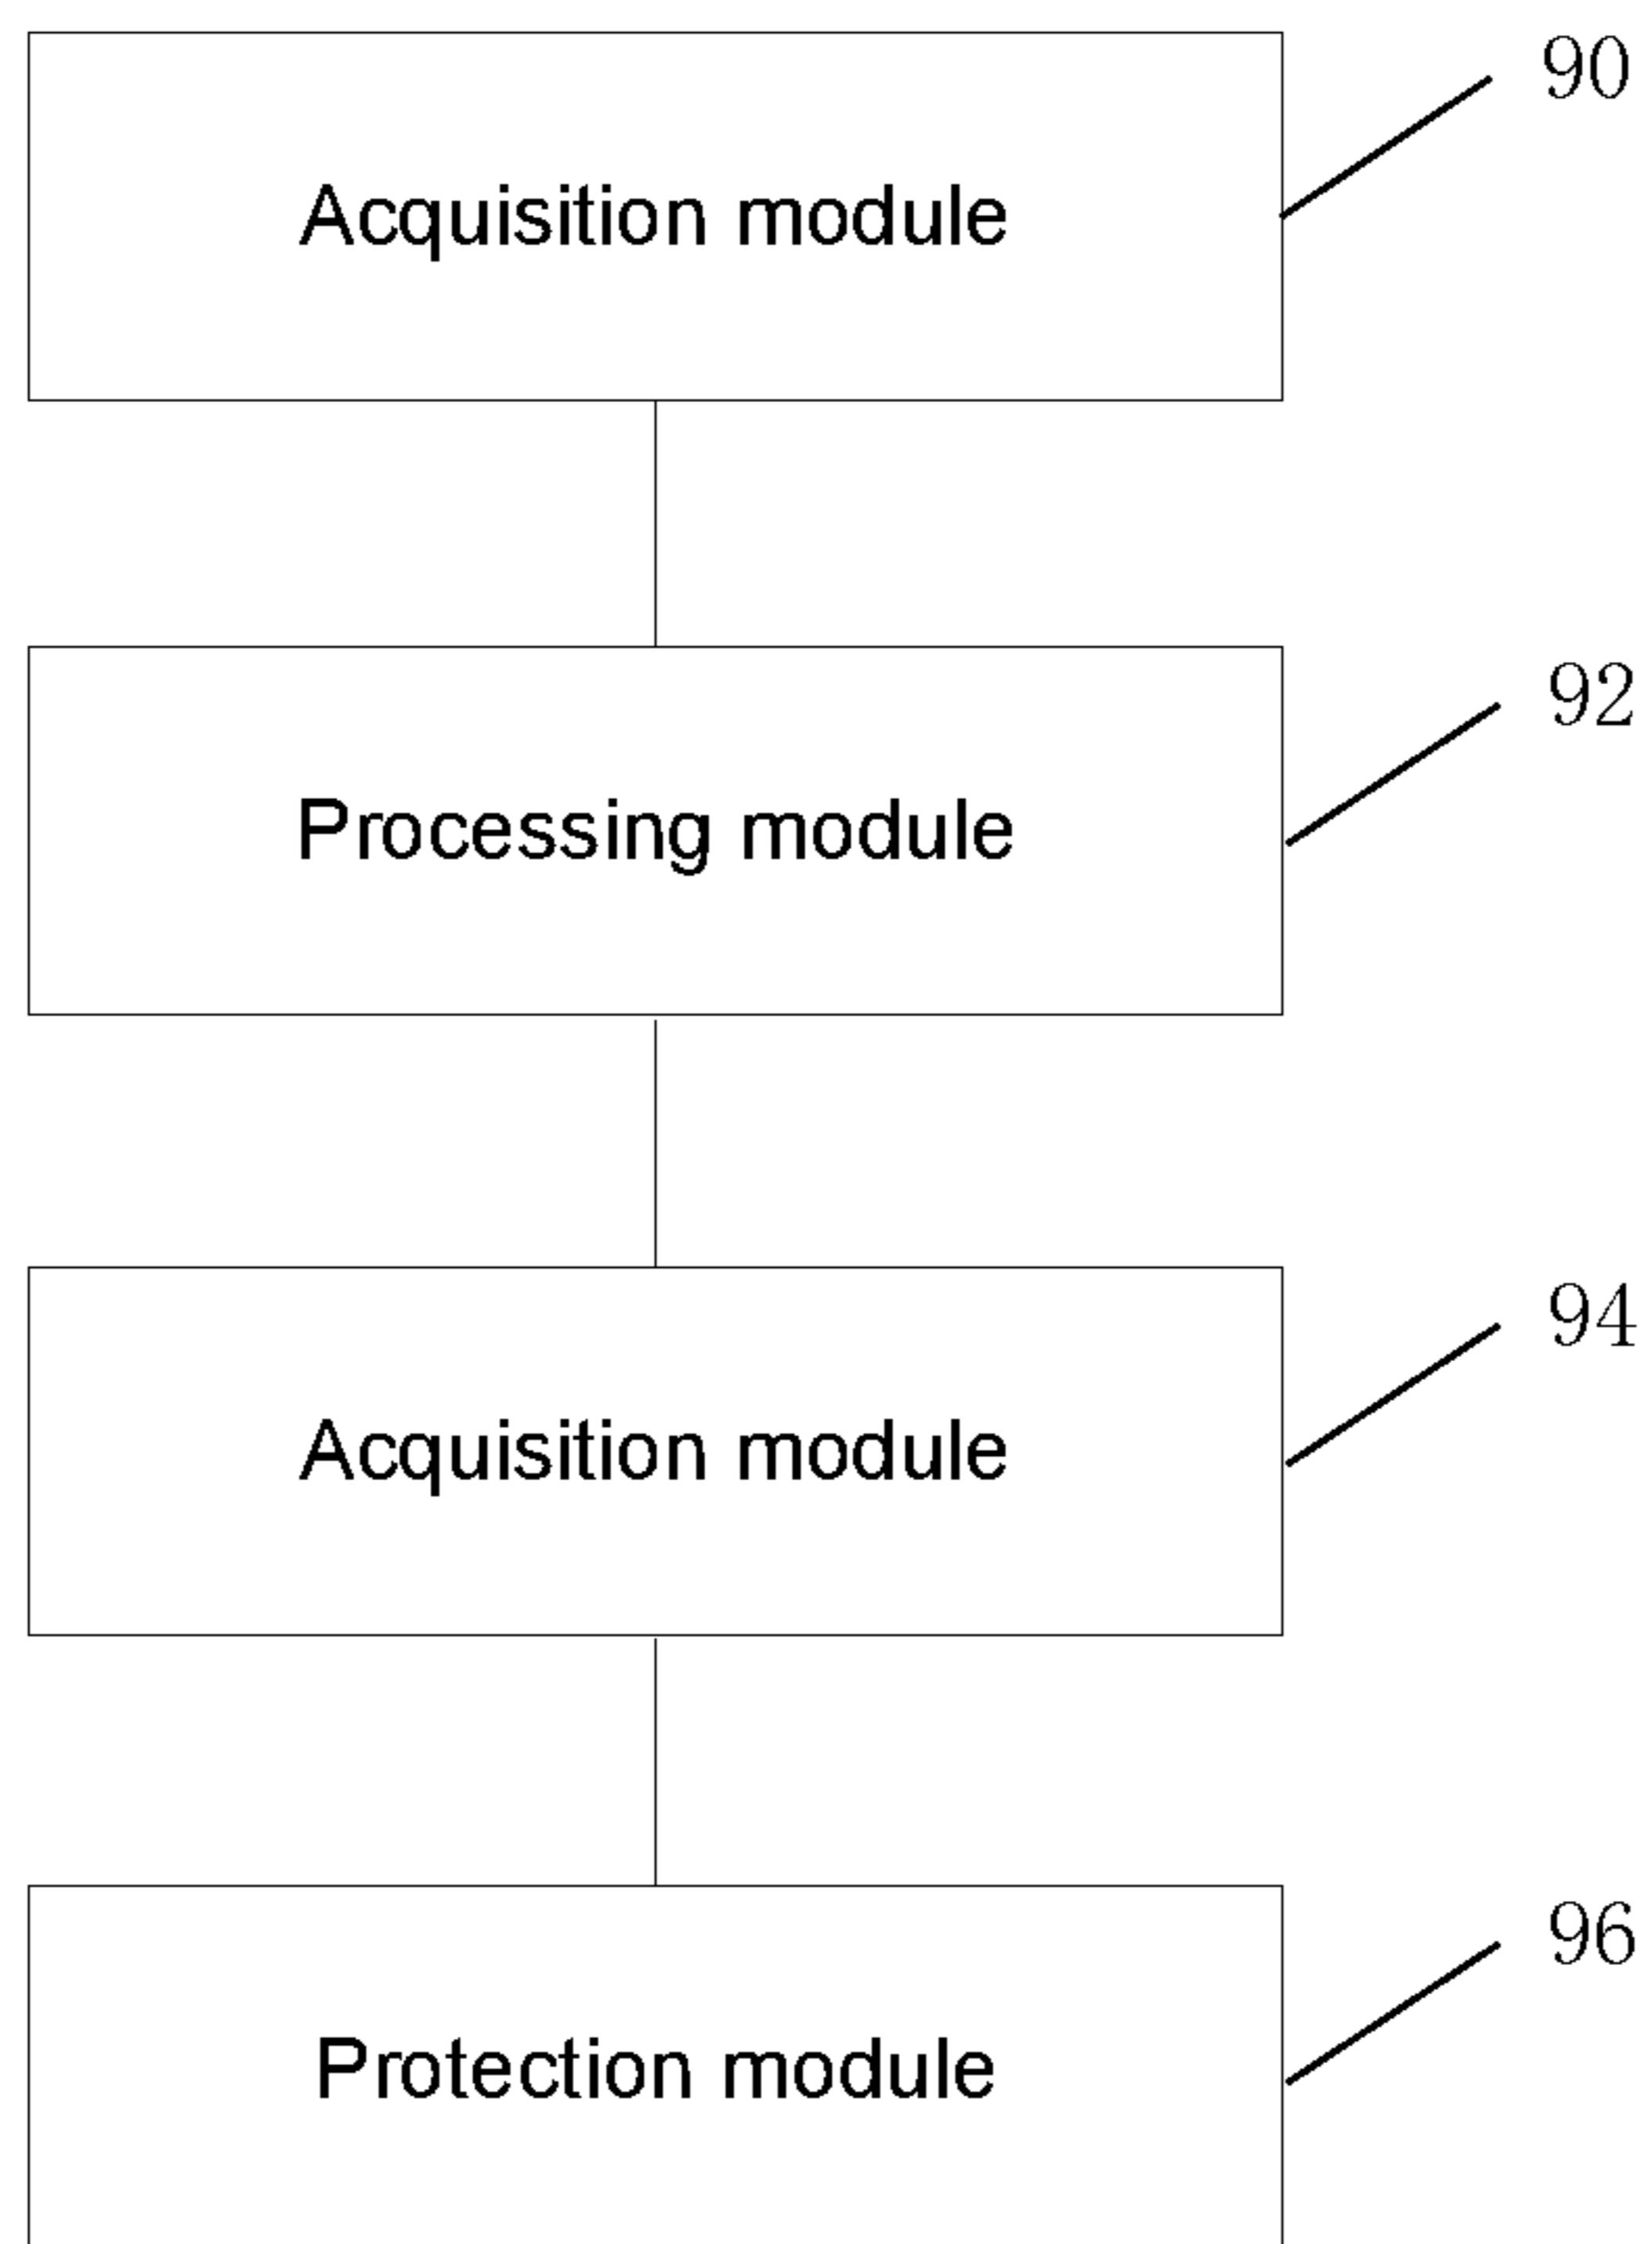 90
Acquisition module
92
Processing module
94
Acquisition module
96
Protection module